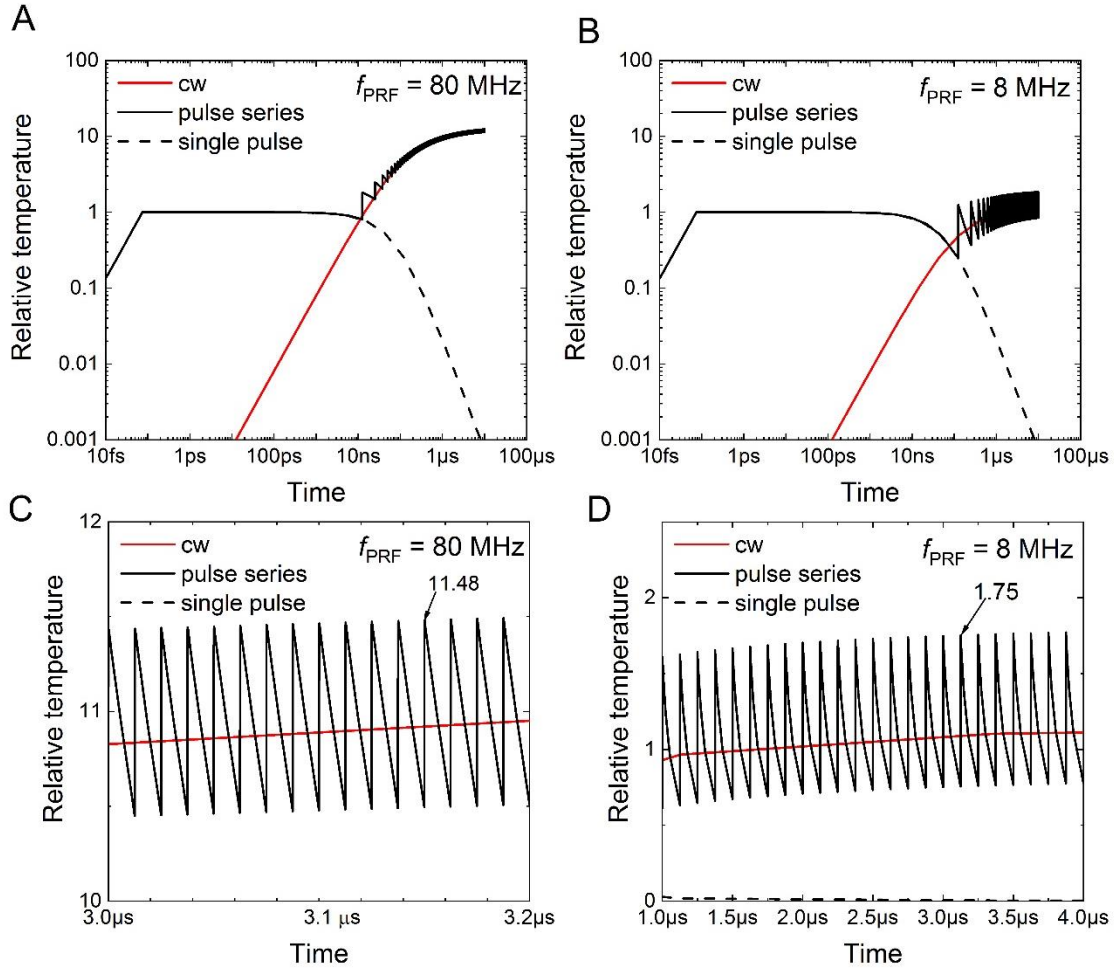 A
100
10
1
0.1
0.01
0.001
cw
pulse series
single pulse
fPRF = 80 MHz
Relative temperature
10fs 1ps 100ps 10ns 1µs 100µs
Time
B
100
10
1
0.1
0.01
0.001
cw
pulse series
single pulse
fPRF = 8 MHz
Relative temperature
10fs 1ps 100ps 10ns 1µs 100µs
Time
C
12
11
10
cw
pulse series
single pulse
fPRF = 80 MHz
11.48
Relative temperature
3.0µs 3.1 µs 3.2µs
Time
D
2
1
0
cw
pulse series
single pulse
fPRF = 8 MHz
1.75
Relative temperature
1.0µs 1.5µs 2.0µs 2.5µs 3.0µs 3.5µs 4.0µs
Time